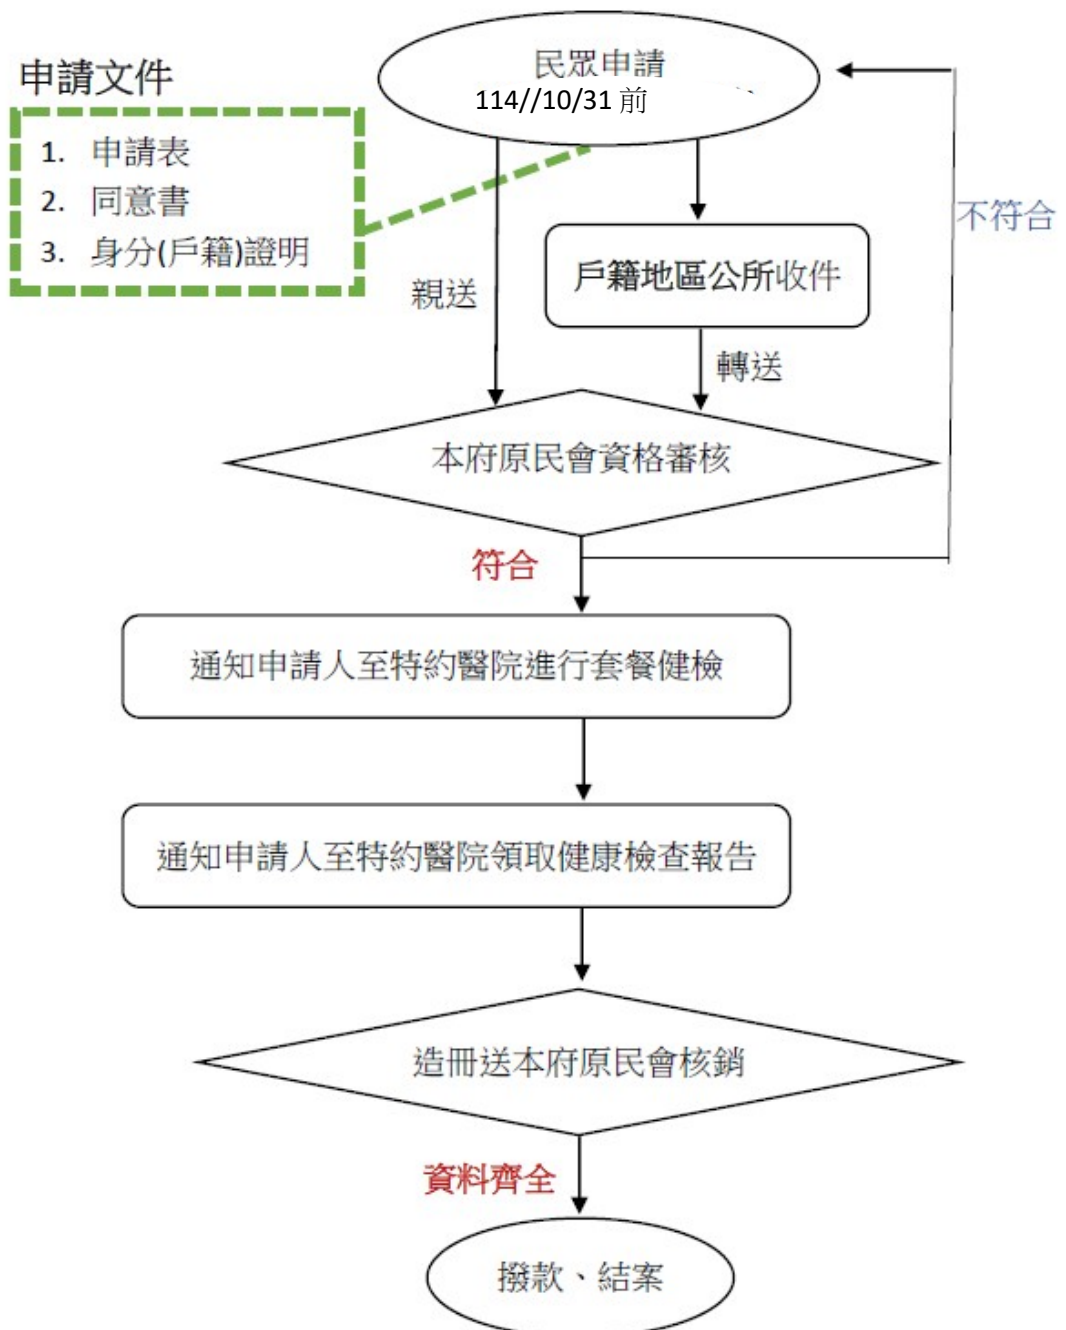 民眾申請
114//10/31 前
申請文件
1. 申請表
2. 同意書
3. 身分(戶籍)證明
不符合
戶籍地區公所收件
親送
轉送
本府原民會資格審核
符合
通知申請人至特約醫院進行套餐健檢
通知申請人至特約醫院領取健康檢查報告
造冊送本府原民會核銷
資料齊全
撥款、結案